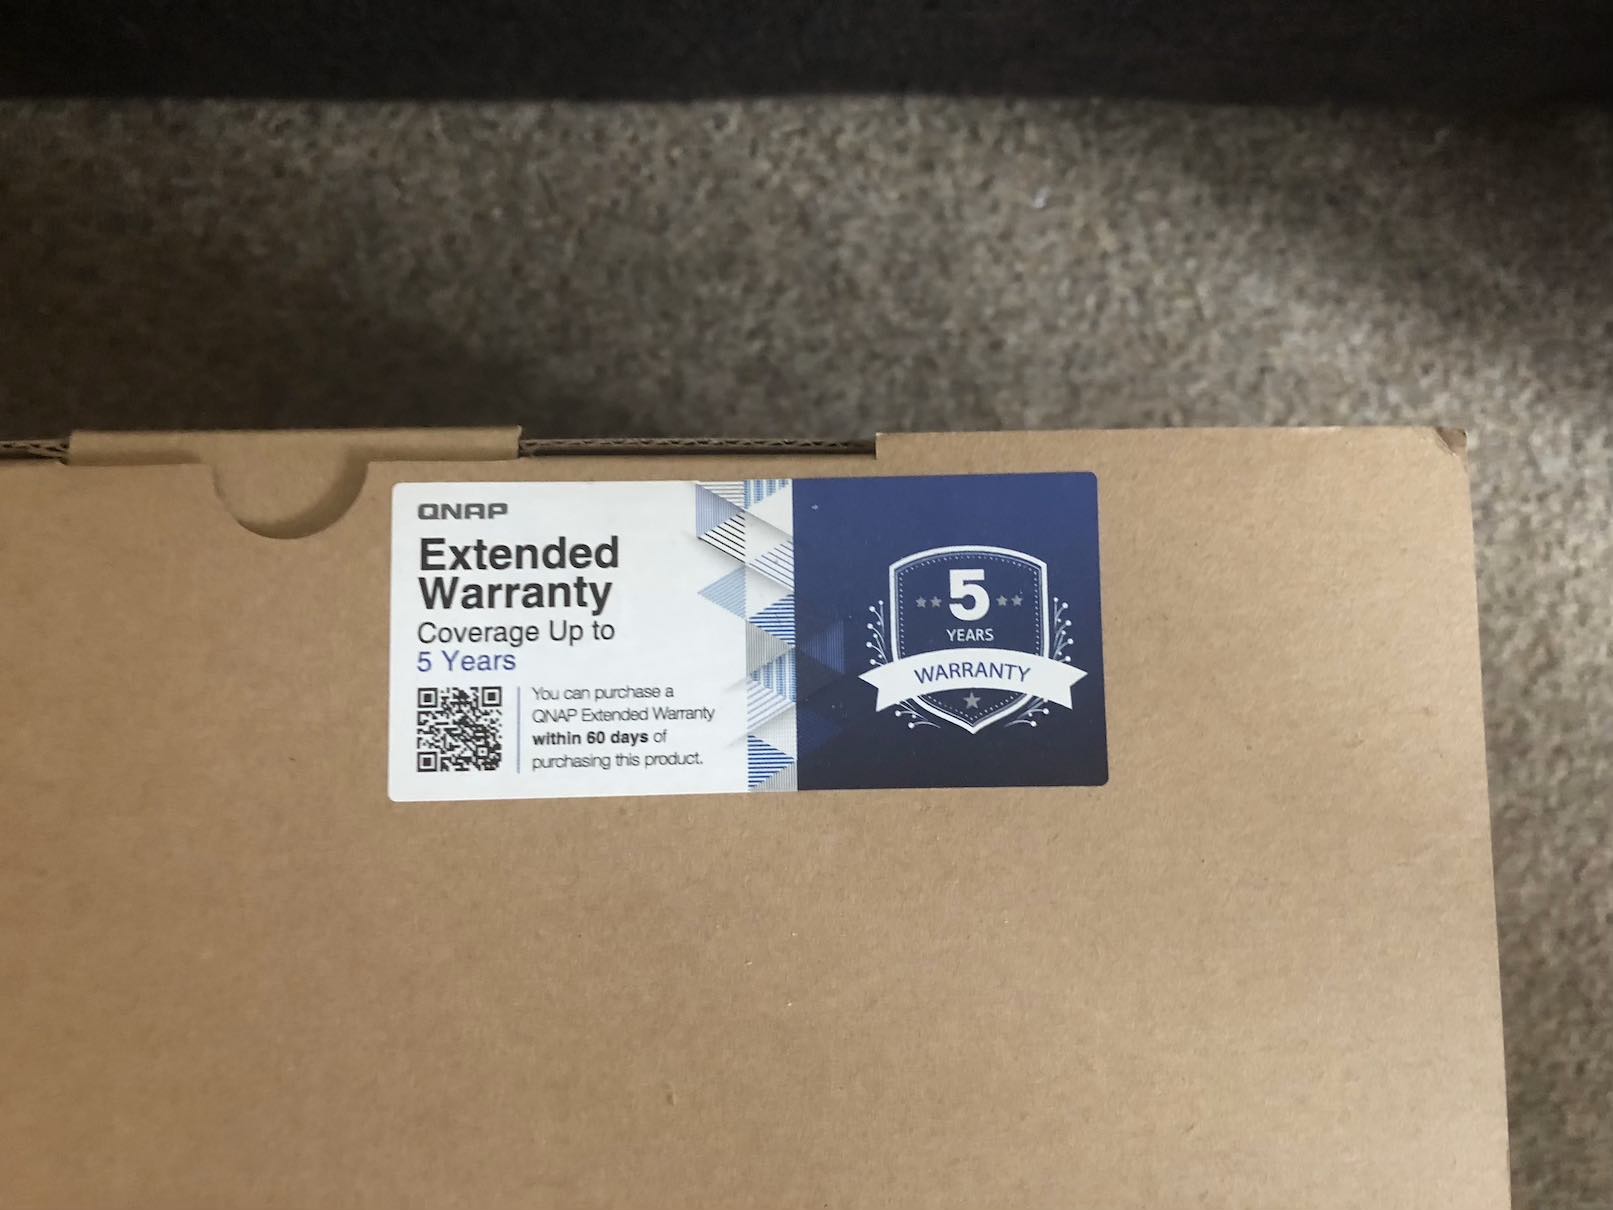 QNAP
Extended
Warranty
Coverage Up to
5 Years
You can purchase a
QNAP Extended Warranty
within 60 days of
purchasing this product.
5
YEARS
WARRANTY